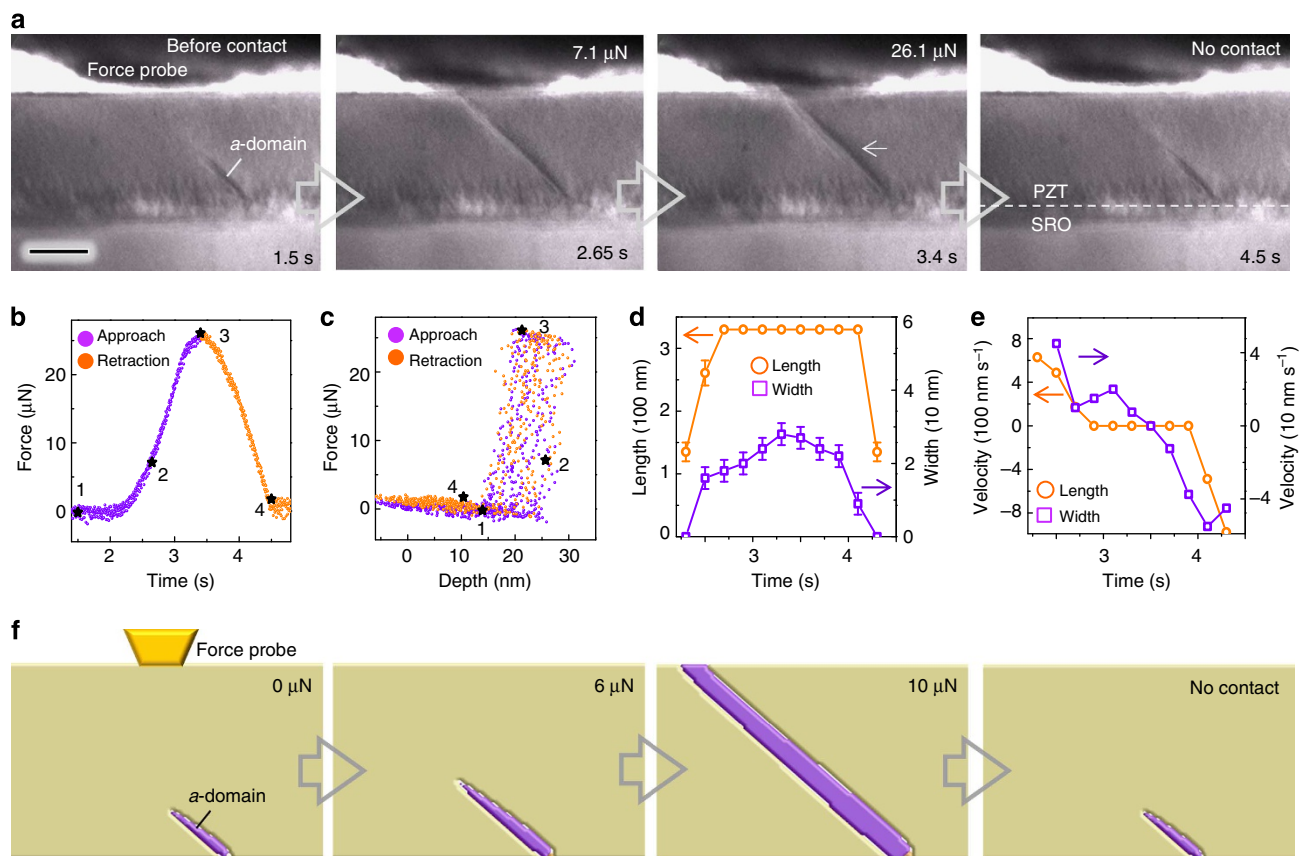 a
Before contact
Force probe
a-domain
1.5 s
7.1 μN
2.65 s
26.1 μN
3.4 s
No contact
PZT
SRO
4.5 s
b
Approach
Retraction
1
2
3
4
20
10
0
Force (μN)
2 3 4
Time (s)
c
Approach
Retraction
1
2
3
4
20
10
0
Force (μN)
0 10 20 30
Depth (nm)
d
Length
Width
3
2
1
0
Length (100 nm)
6
4
2
0
Width (10 nm)
3 4
Time (s)
e
Length
Width
8
4
0
−4
−8
Velocity (100 nm s⁻¹)
4
0
−4
Velocity (10 nm s⁻¹)
3 4
Time (s)
f
Force probe
0 μN
a-domain
6 μN
10 μN
No contact